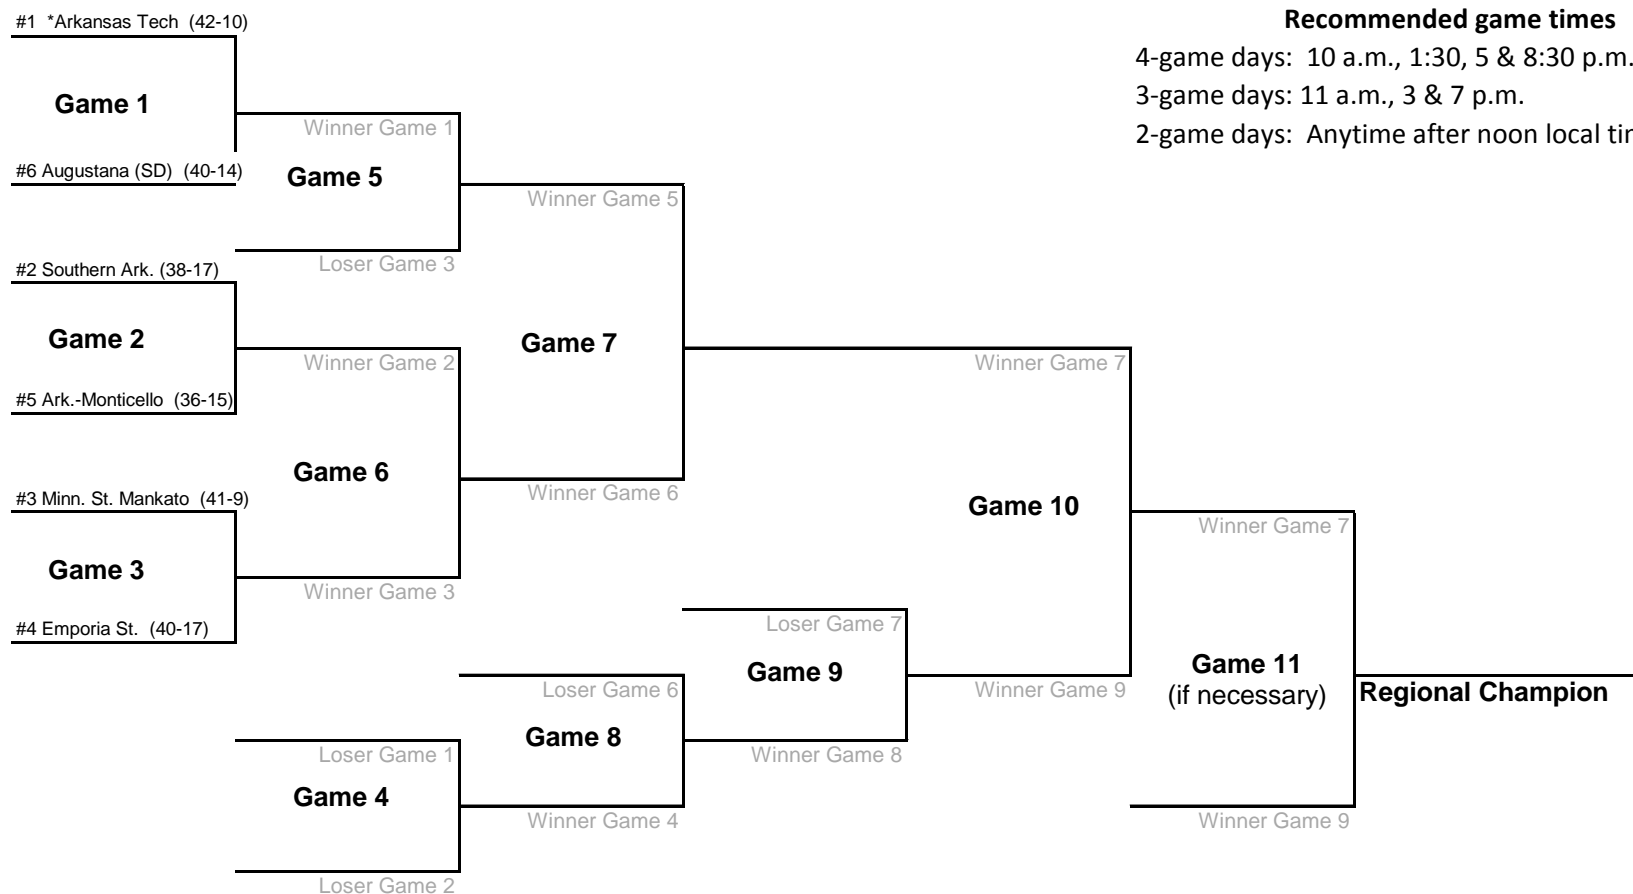 #1  *Arkansas Tech  (42-10)
Game 1
#6 Augustana (SD)  (40-14)
#2 Southern Ark. (38-17)
Game 2
#5 Ark.-Monticello  (36-15)
#3 Minn. St. Mankato  (41-9)
Game 3
#4 Emporia St.  (40-17)
Winner Game 1
Game 5
Loser Game 3
Winner Game 2
Game 6
Winner Game 3
Loser Game 1
Game 4
Loser Game 2
Winner Game 5
Game 7
Winner Game 6
Loser Game 6
Game 8
Winner Game 4
Loser Game 7
Game 9
Winner Game 8
Winner Game 7
Game 10
Winner Game 9
Winner Game 7
Game 11
(if necessary)
Winner Game 9
Regional Champion
Recommended game times
4-game days:  10 a.m., 1:30, 5 & 8:30 p.m.
3-game days: 11 a.m., 3 & 7 p.m.
2-game days:  Anytime after noon local